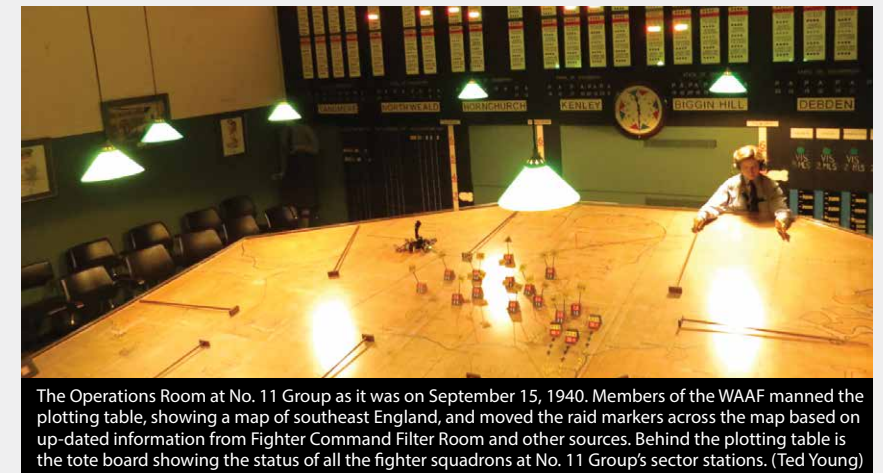 TANGMERE NORTHWEALD HORNCHURCH KENLEY BIGGIN HILL DEBDEN
VIS VIS VIS
The Operations Room at No. 11 Group as it was on September 15, 1940. Members of the WAAF manned the
plotting table, showing a map of southeast England, and moved the raid markers across the map based on
up-dated information from Fighter Command Filter Room and other sources. Behind the plotting table is
the tote board showing the status of all the fighter squadrons at No. 11 Group's sector stations. (Ted Young)